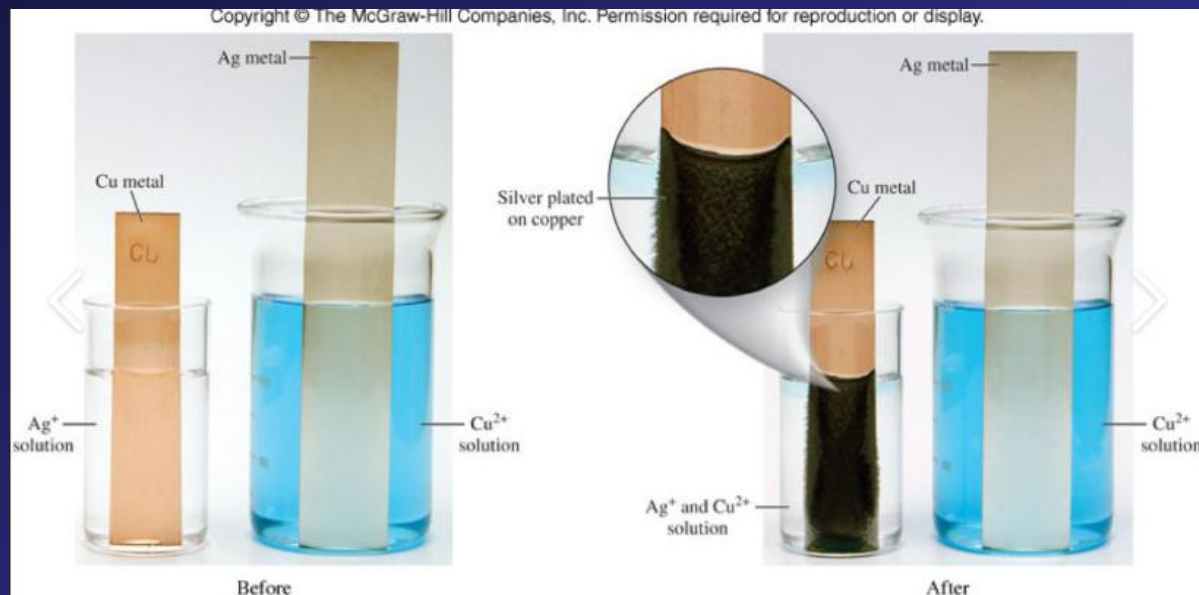 Copyright © The McGraw-Hill Companies, Inc. Permission required for reproduction or display.
Ag metal
Cu metal
Cu
Ag⁺
solution
Cu²⁺
solution
Before
Ag metal
Silver plated
on copper
Cu metal
Cu
Ag⁺ and Cu²⁺
solution
Cu²⁺
solution
After